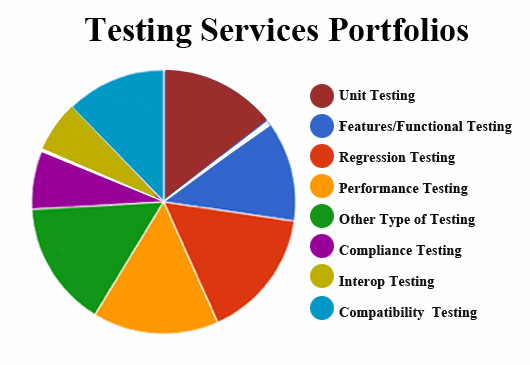 Testing Services Portfolios
Unit Testing
Features/Functional Testing
Regression Testing
Performance Testing
Other Type of Testing
Compliance Testing
Interop Testing
Compatibility Testing